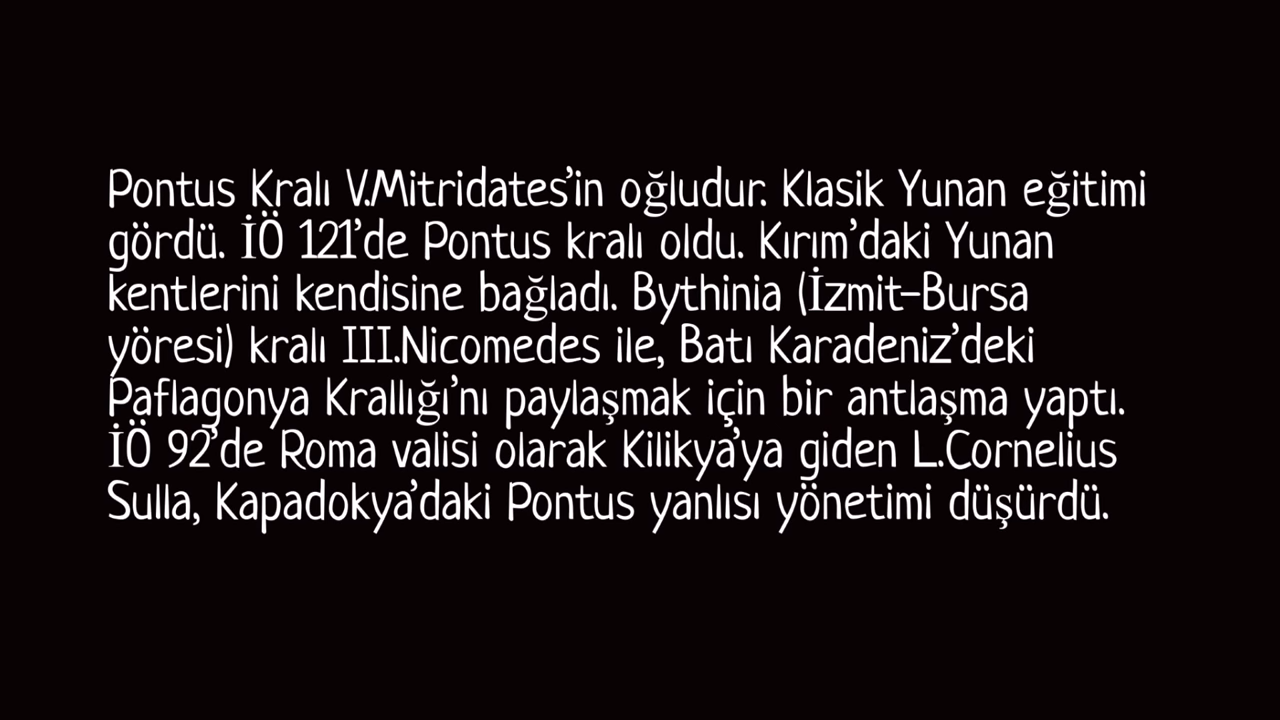 Pontus Kralı V.Mitridates'in oğludur. Klasik Yunan eğitimi
gördü. İÖ 121'de Pontus kralı oldu. Kırım'daki Yunan
kentlerini kendisine bağladı. Bythinia (İzmit-Bursa
yöresi) kralı III.Nicomedes ile, Batı Karadeniz'deki
Paflagonya Krallığı'nı paylaşmak için bir antlaşma yaptı.
İÖ 92'de Roma valisi olarak Kilikya'ya giden L.Cornelius
Sulla, Kapadokya'daki Pontus yanlısı yönetimi düşürdü.